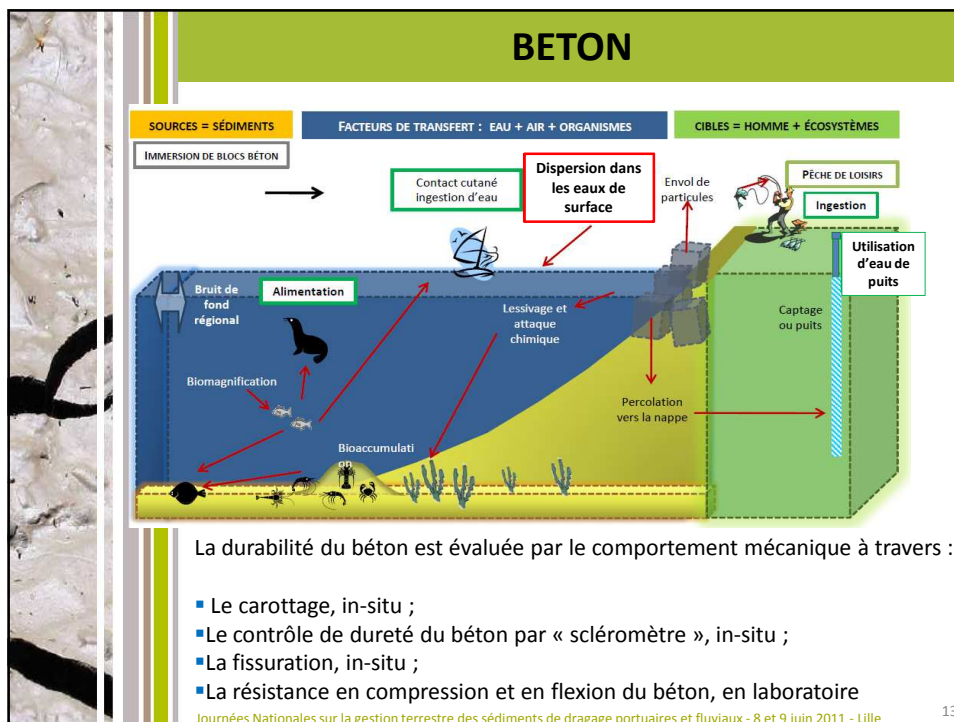 BETON
SOURCES = SÉDIMENTS
FACTEURS DE TRANSFERT : EAU + AIR + ORGANISMES
CIBLES = HOMME + ÉCOSYSTÈMES
IMMERSION DE BLOCS BÉTON
Contact cutané
ingestion d'eau
Dispersion dans
les eaux de
surface
Envol de
particules
PÊCHE DE LOISIRS
Ingestion
Utilisation
d'eau de
puits
Bruit de
fond
régional
Alimentation
Lessivage et
attaque
chimique
Captage
ou puits
Biomagnification
Percolation
vers la nappe
Bioaccumulati
on
La durabilité du béton est évaluée par le comportement mécanique à travers :
▪ Le carottage, in-situ ;
▪Le contrôle de dureté du béton par « scléromètre », in-situ ;
▪La fissuration, in-situ ;
▪La résistance en compression et en flexion du béton, en laboratoire
Journées Nationales sur la gestion terrestre des sédiments de dragage portuaires et fluviaux - 8 et 9 juin 2011 - Lille
13